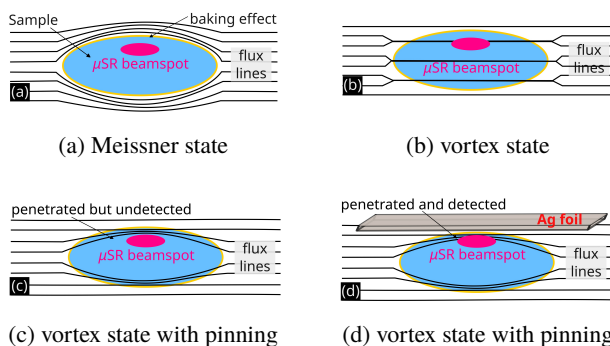 Sample
baking effect
flux
lines
μSR beamspot
(a)
(a) Meissner state
flux
lines
μSR beamspot
(b)
(b) vortex state
penetrated but undetected
μSR beamspot
flux
lines
(c)
(c) vortex state with pinning
penetrated and detected
Ag foil
μSR beamspot
flux
lines
(d)
(d) vortex state with pinning